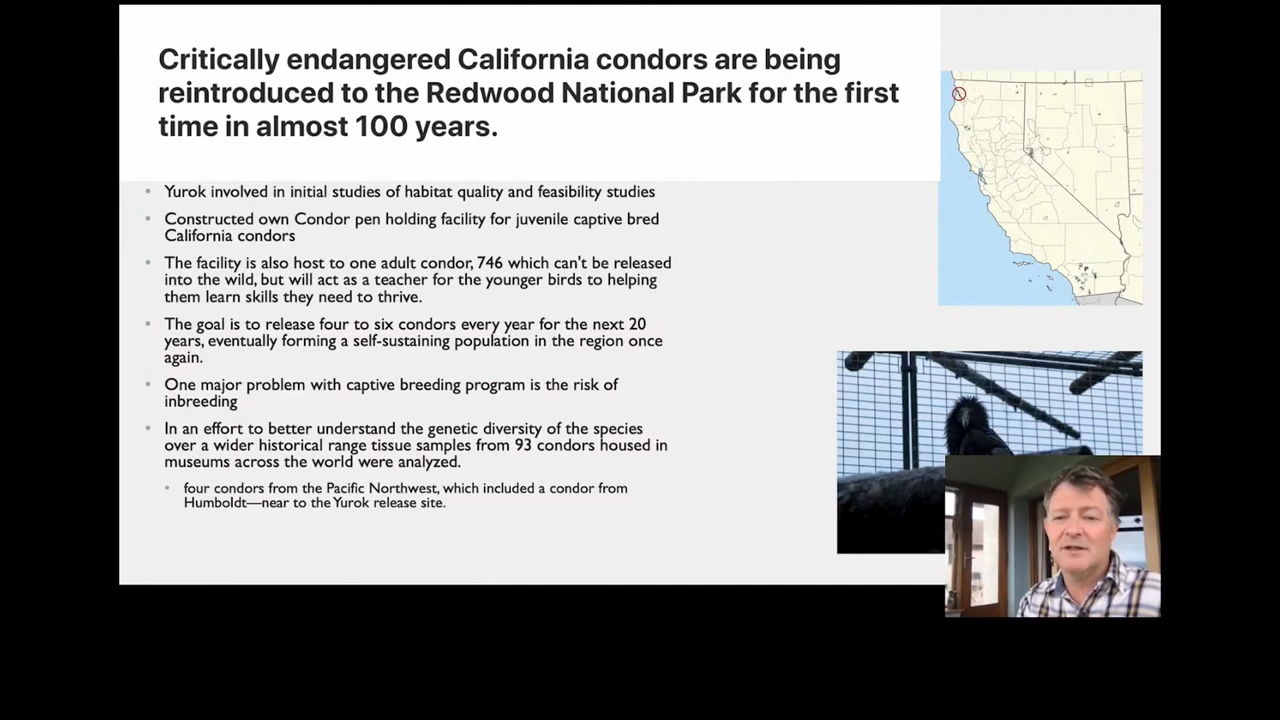 Critically endangered California condors are being
reintroduced to the Redwood National Park for the first
time in almost 100 years.
• Yurok involved in initial studies of habitat quality and feasibility studies
• Constructed own Condor pen holding facility for juvenile captive bred
California condors
• The facility is also host to one adult condor, 746 which can't be released
into the wild, but will act as a teacher for the younger birds to helping
them learn skills they need to thrive.
• The goal is to release four to six condors every year for the next 20
years, eventually forming a self-sustaining population in the region once
again.
• One major problem with captive breeding program is the risk of
inbreeding
• In an effort to better understand the genetic diversity of the species
over a wider historical range tissue samples from 93 condors housed in
museums across the world were analyzed.
• four condors from the Pacific Northwest, which included a condor from
Humboldt—near to the Yurok release site.